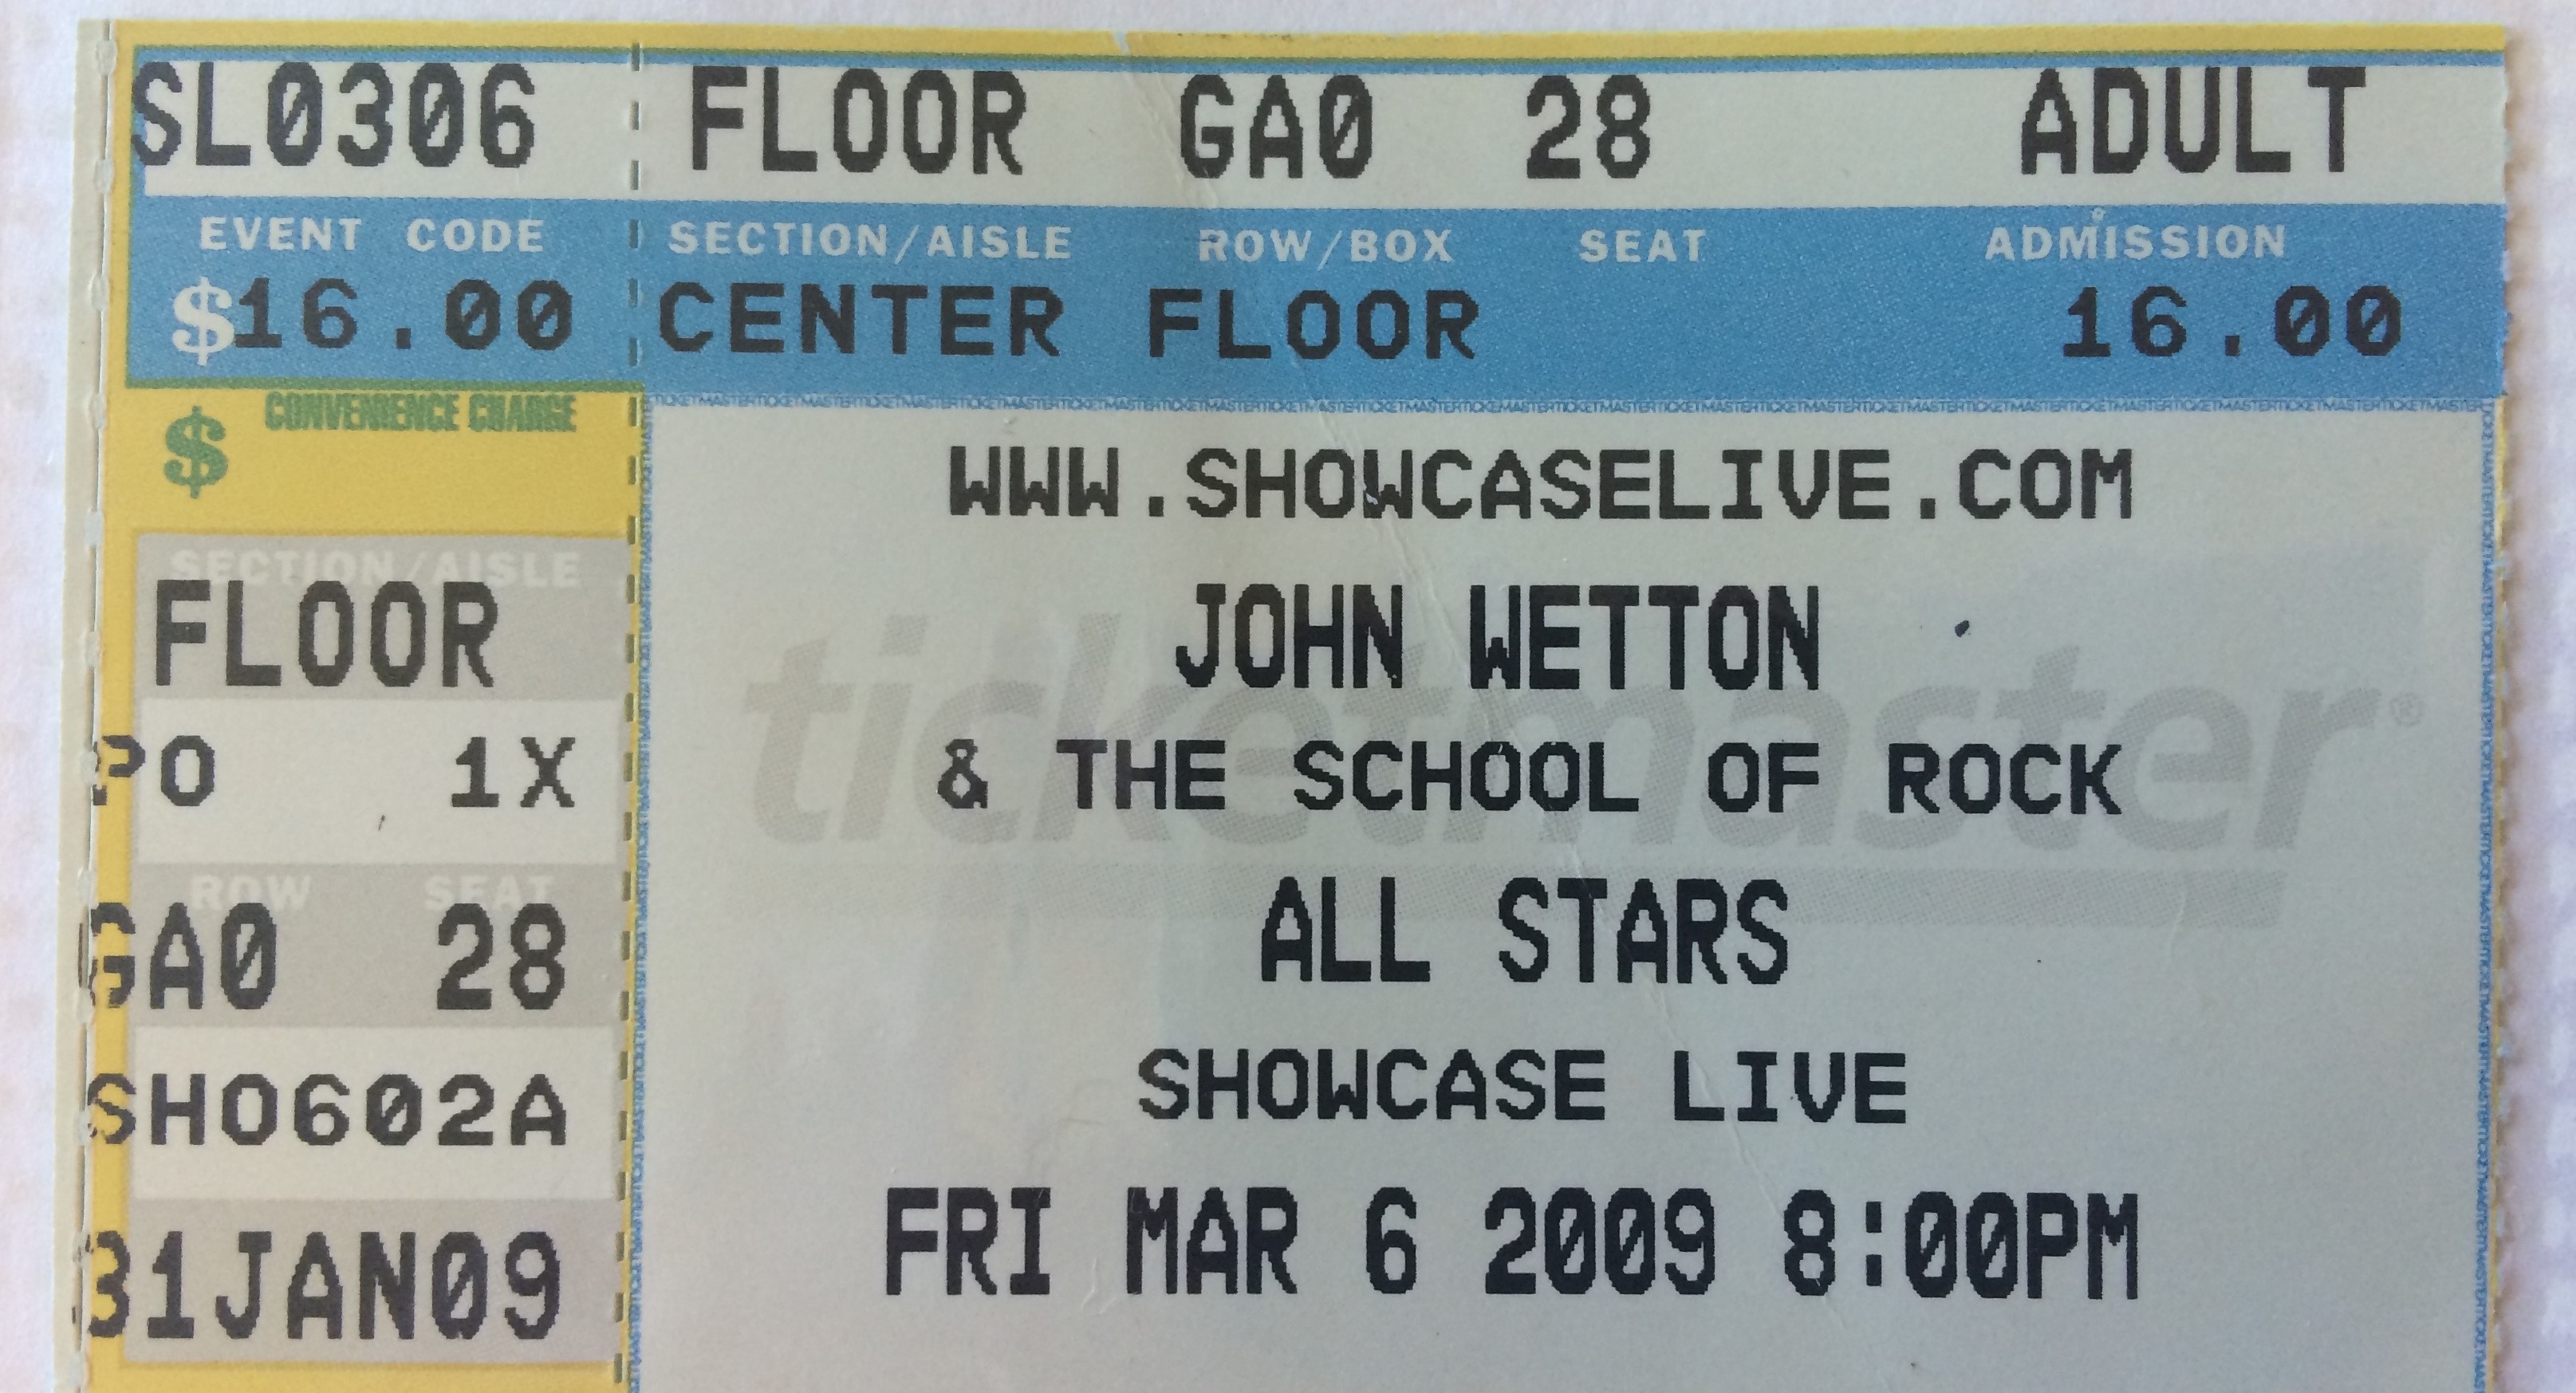 SL0306 FLOOR GA0 28 ADULT
EVENT CODE SECTION/AISLE ROW/BOX SEAT ADMISSION
$16.00 CENTER FLOOR 16.00
$ CONVENIENCE CHARGE
SECTION/AISLE
FLOOR
PO 1X
ROW SEAT
GA0 28
SHO602A
31JAN09
WWW.SHOWCASELIVE.COM
JOHN WETTON
& THE SCHOOL OF ROCK
ALL STARS
SHOWCASE LIVE
FRI MAR 6 2009 8:00PM
ticketmaster®